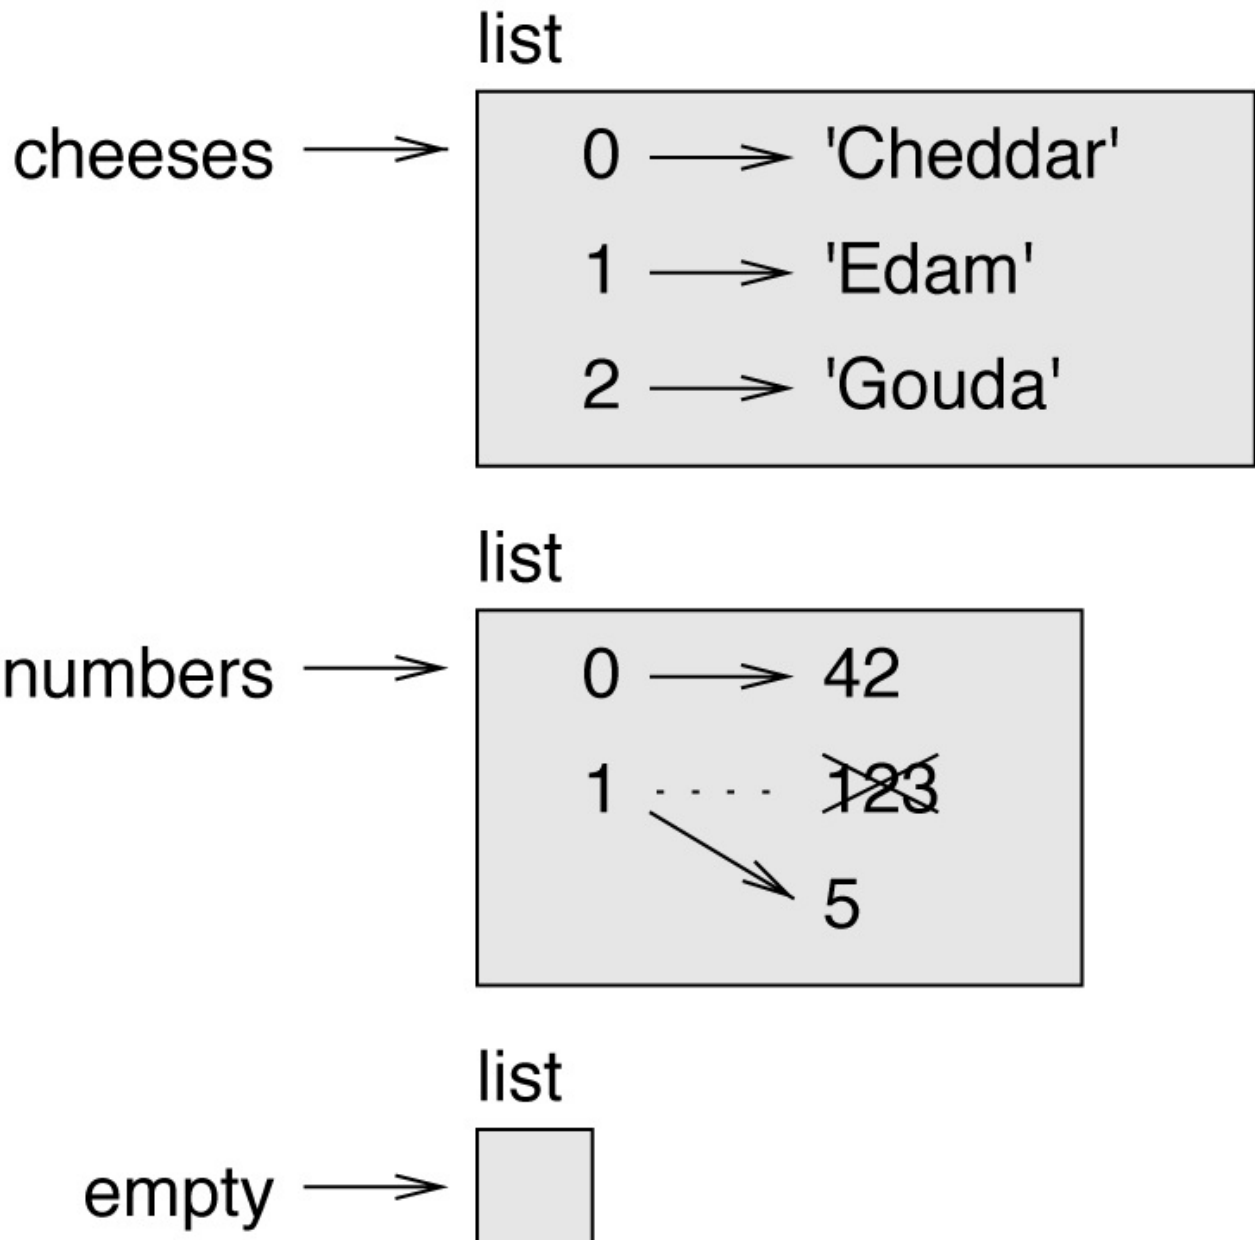 list
cheeses 0 'Cheddar'
1 'Edam'
2 'Gouda'
list
numbers 0 42
1 123
5
list
empty